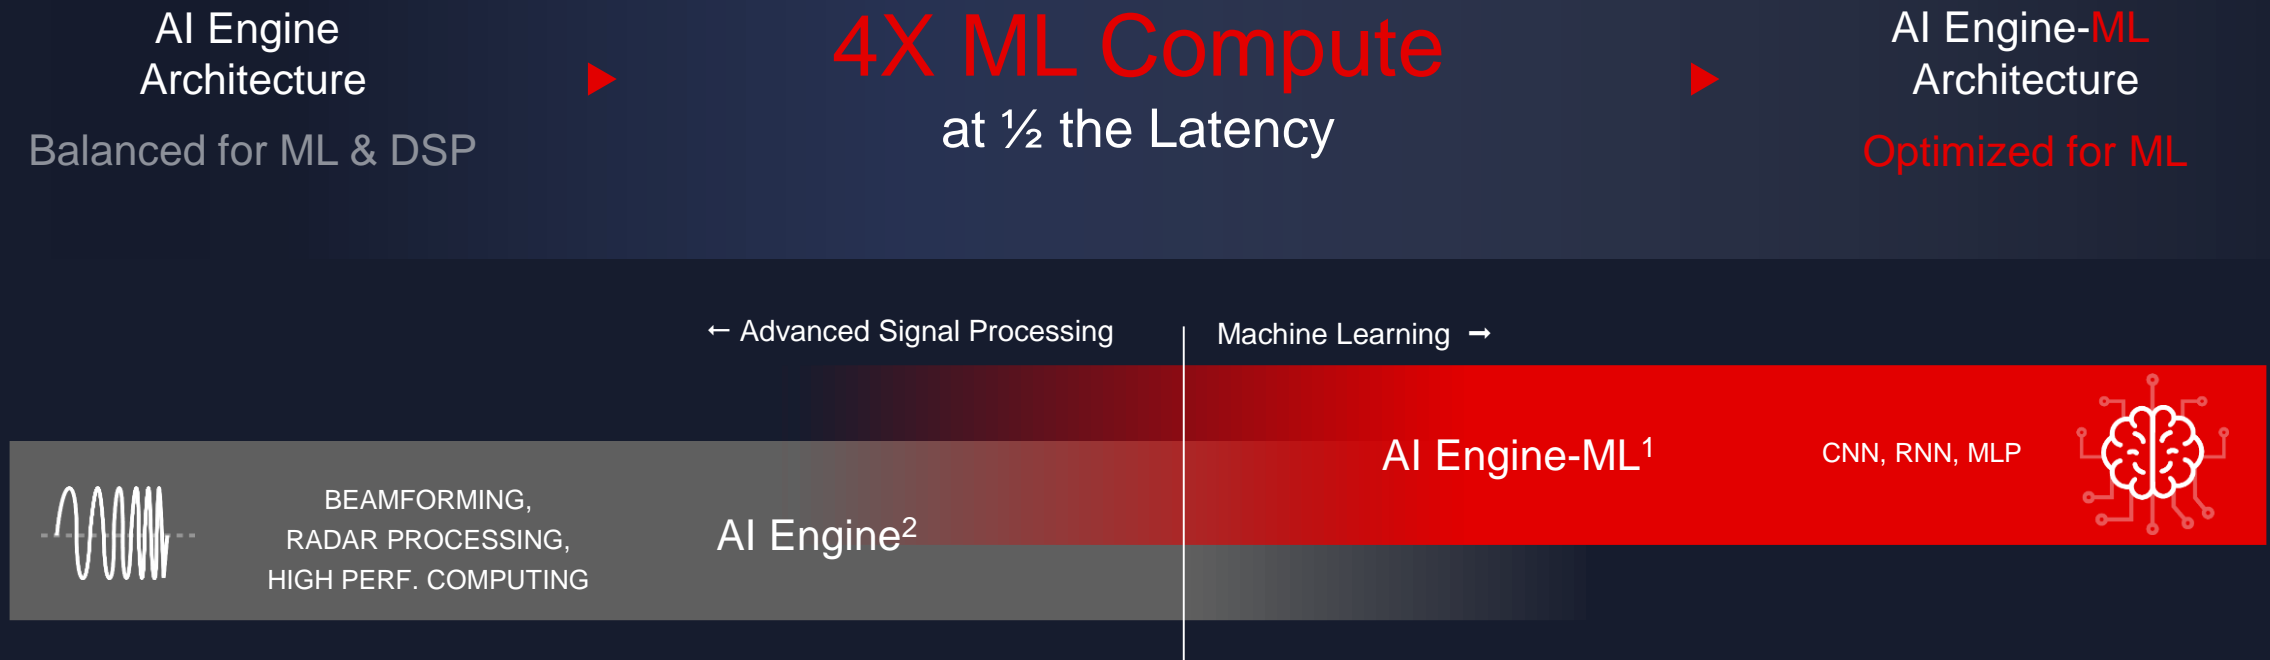 AI Engine
Architecture
Balanced for ML & DSP
4X ML Compute
at ½ the Latency
AI Engine-ML
Architecture
Optimized for ML
← Advanced Signal Processing
Machine Learning →
BEAMFORMING,
RADAR PROCESSING,
HIGH PERF. COMPUTING
AI Engine²
AI Engine-ML¹
CNN, RNN, MLP